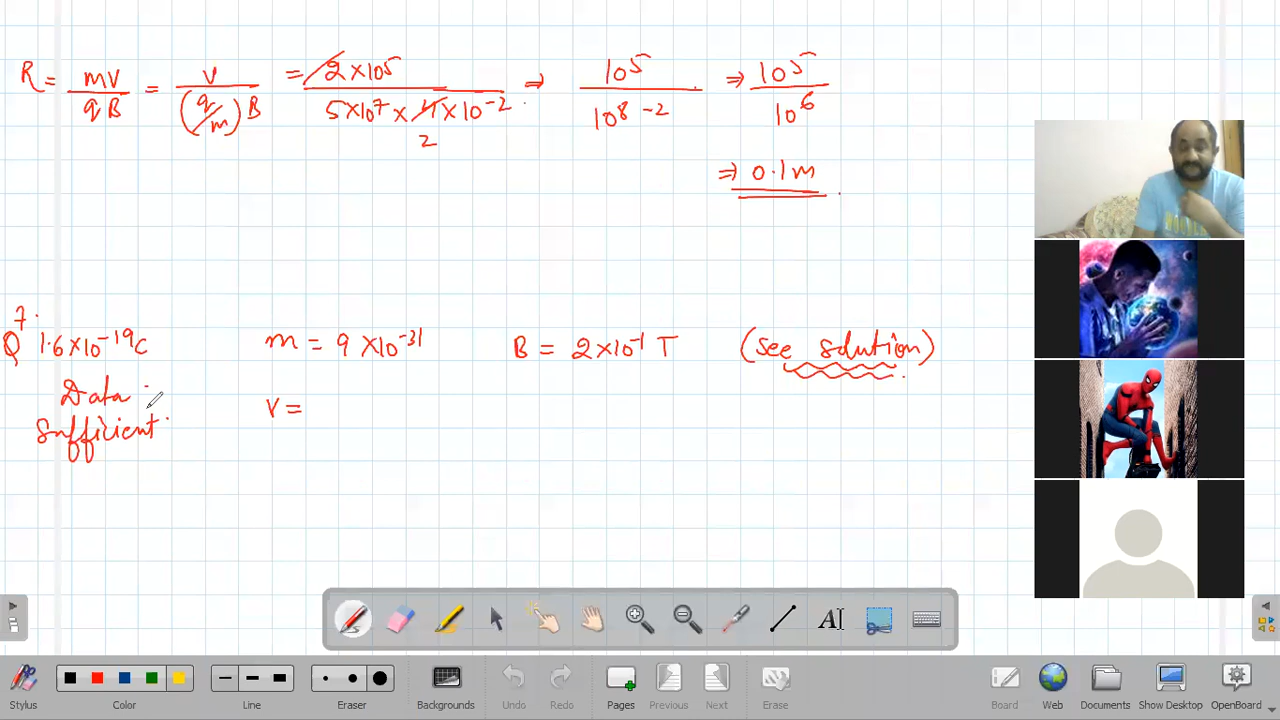 R = mv / qB = v / (q/m) B = 2×10^5 / 5×10^7 × 4×10^-2 ⇒ 10^5 / 10^8-2 ⇒ 10^5 / 10^6
2
⇒ 0.1m
7.
Q 1.6×10^-19C m = 9×10^-31 B = 2×10^-1 T (See solution)
Data
Sufficient
v =
Stylus Color Line Eraser Backgrounds Undo Redo Pages Previous Next Erase Board Web Documents Show Desktop OpenBoard